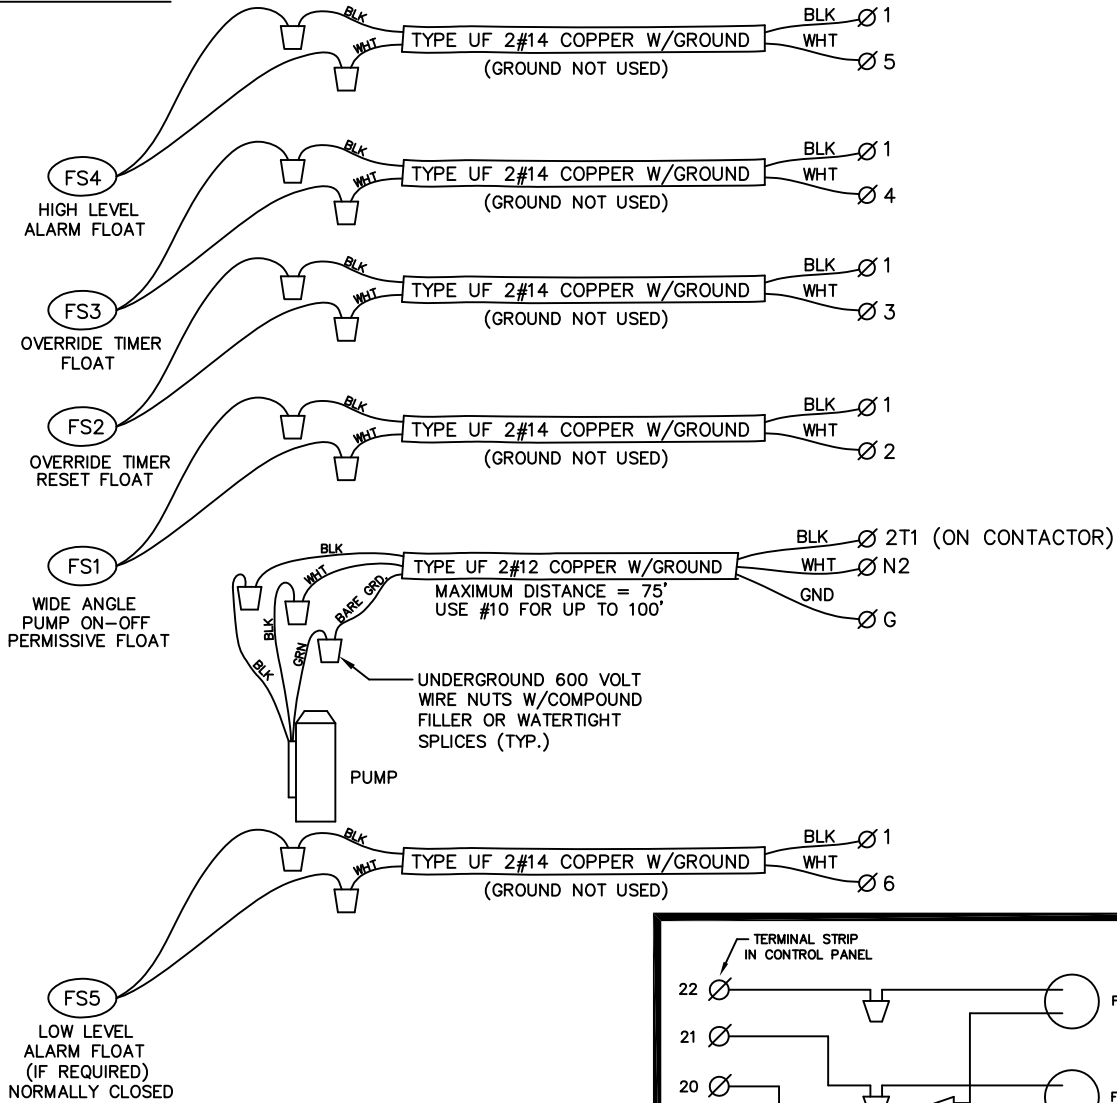 BLK
WHT
TYPE UF 2#14 COPPER W/GROUND
(GROUND NOT USED)
BLK
1
WHT
5
FS4
HIGH LEVEL
ALARM FLOAT
BLK
WHT
TYPE UF 2#14 COPPER W/GROUND
(GROUND NOT USED)
BLK
1
WHT
4
FS3
OVERRIDE TIMER
FLOAT
BLK
WHT
TYPE UF 2#14 COPPER W/GROUND
(GROUND NOT USED)
BLK
1
WHT
3
FS2
OVERRIDE TIMER
RESET FLOAT
BLK
WHT
TYPE UF 2#14 COPPER W/GROUND
(GROUND NOT USED)
BLK
1
WHT
2
FS1
WIDE ANGLE
PUMP ON-OFF
PERMISSIVE FLOAT
BLK
WHT
BARE GRD.
BLK
BLK
GRN
TYPE UF 2#12 COPPER W/GROUND
MAXIMUM DISTANCE = 75'
USE #10 FOR UP TO 100'
BLK
2T1 (ON CONTACTOR)
WHT
N2
GND
G
UNDERGROUND 600 VOLT
WIRE NUTS W/COMPOUND
FILLER OR WATERTIGHT
SPLICES (TYP.)
PUMP
BLK
WHT
TYPE UF 2#14 COPPER W/GROUND
(GROUND NOT USED)
BLK
1
WHT
6
FS5
LOW LEVEL
ALARM FLOAT
(IF REQUIRED)
NORMALLY CLOSED
TERMINAL STRIP
IN CONTROL PANEL
22
21
20